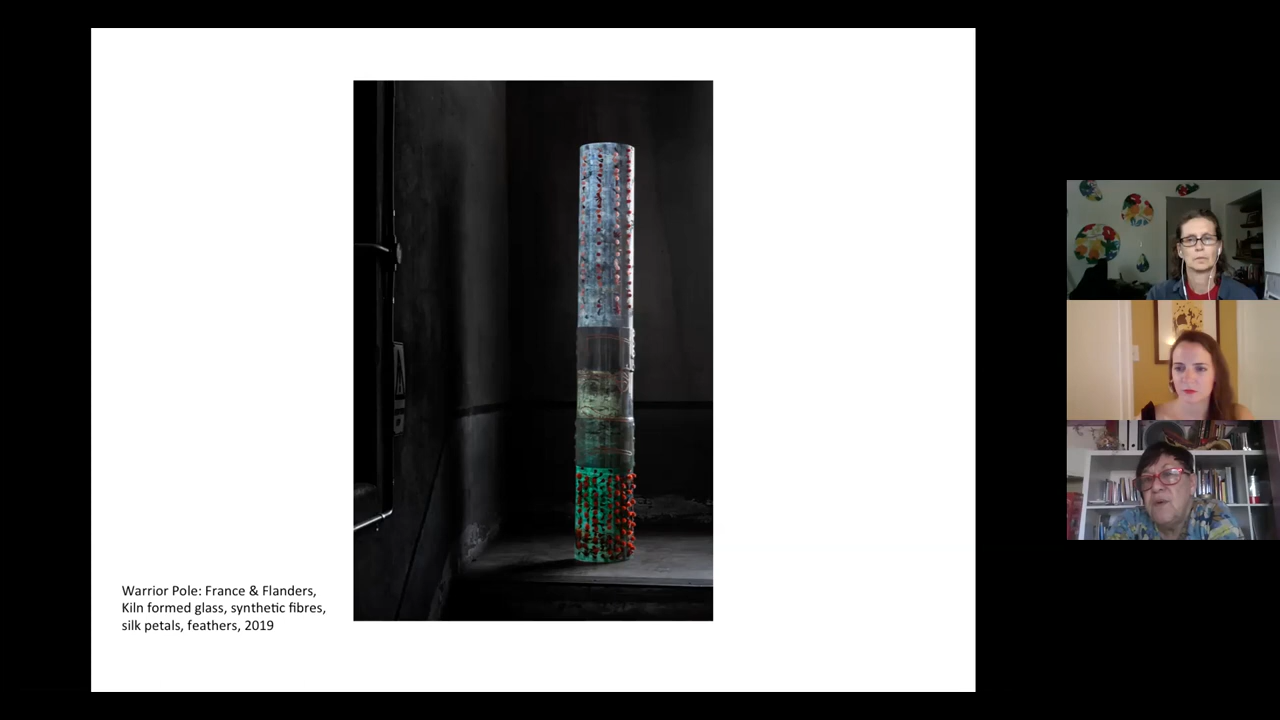 Warrior Pole: France & Flanders,
Kiln formed glass, synthetic fibres,
silk petals, feathers, 2019